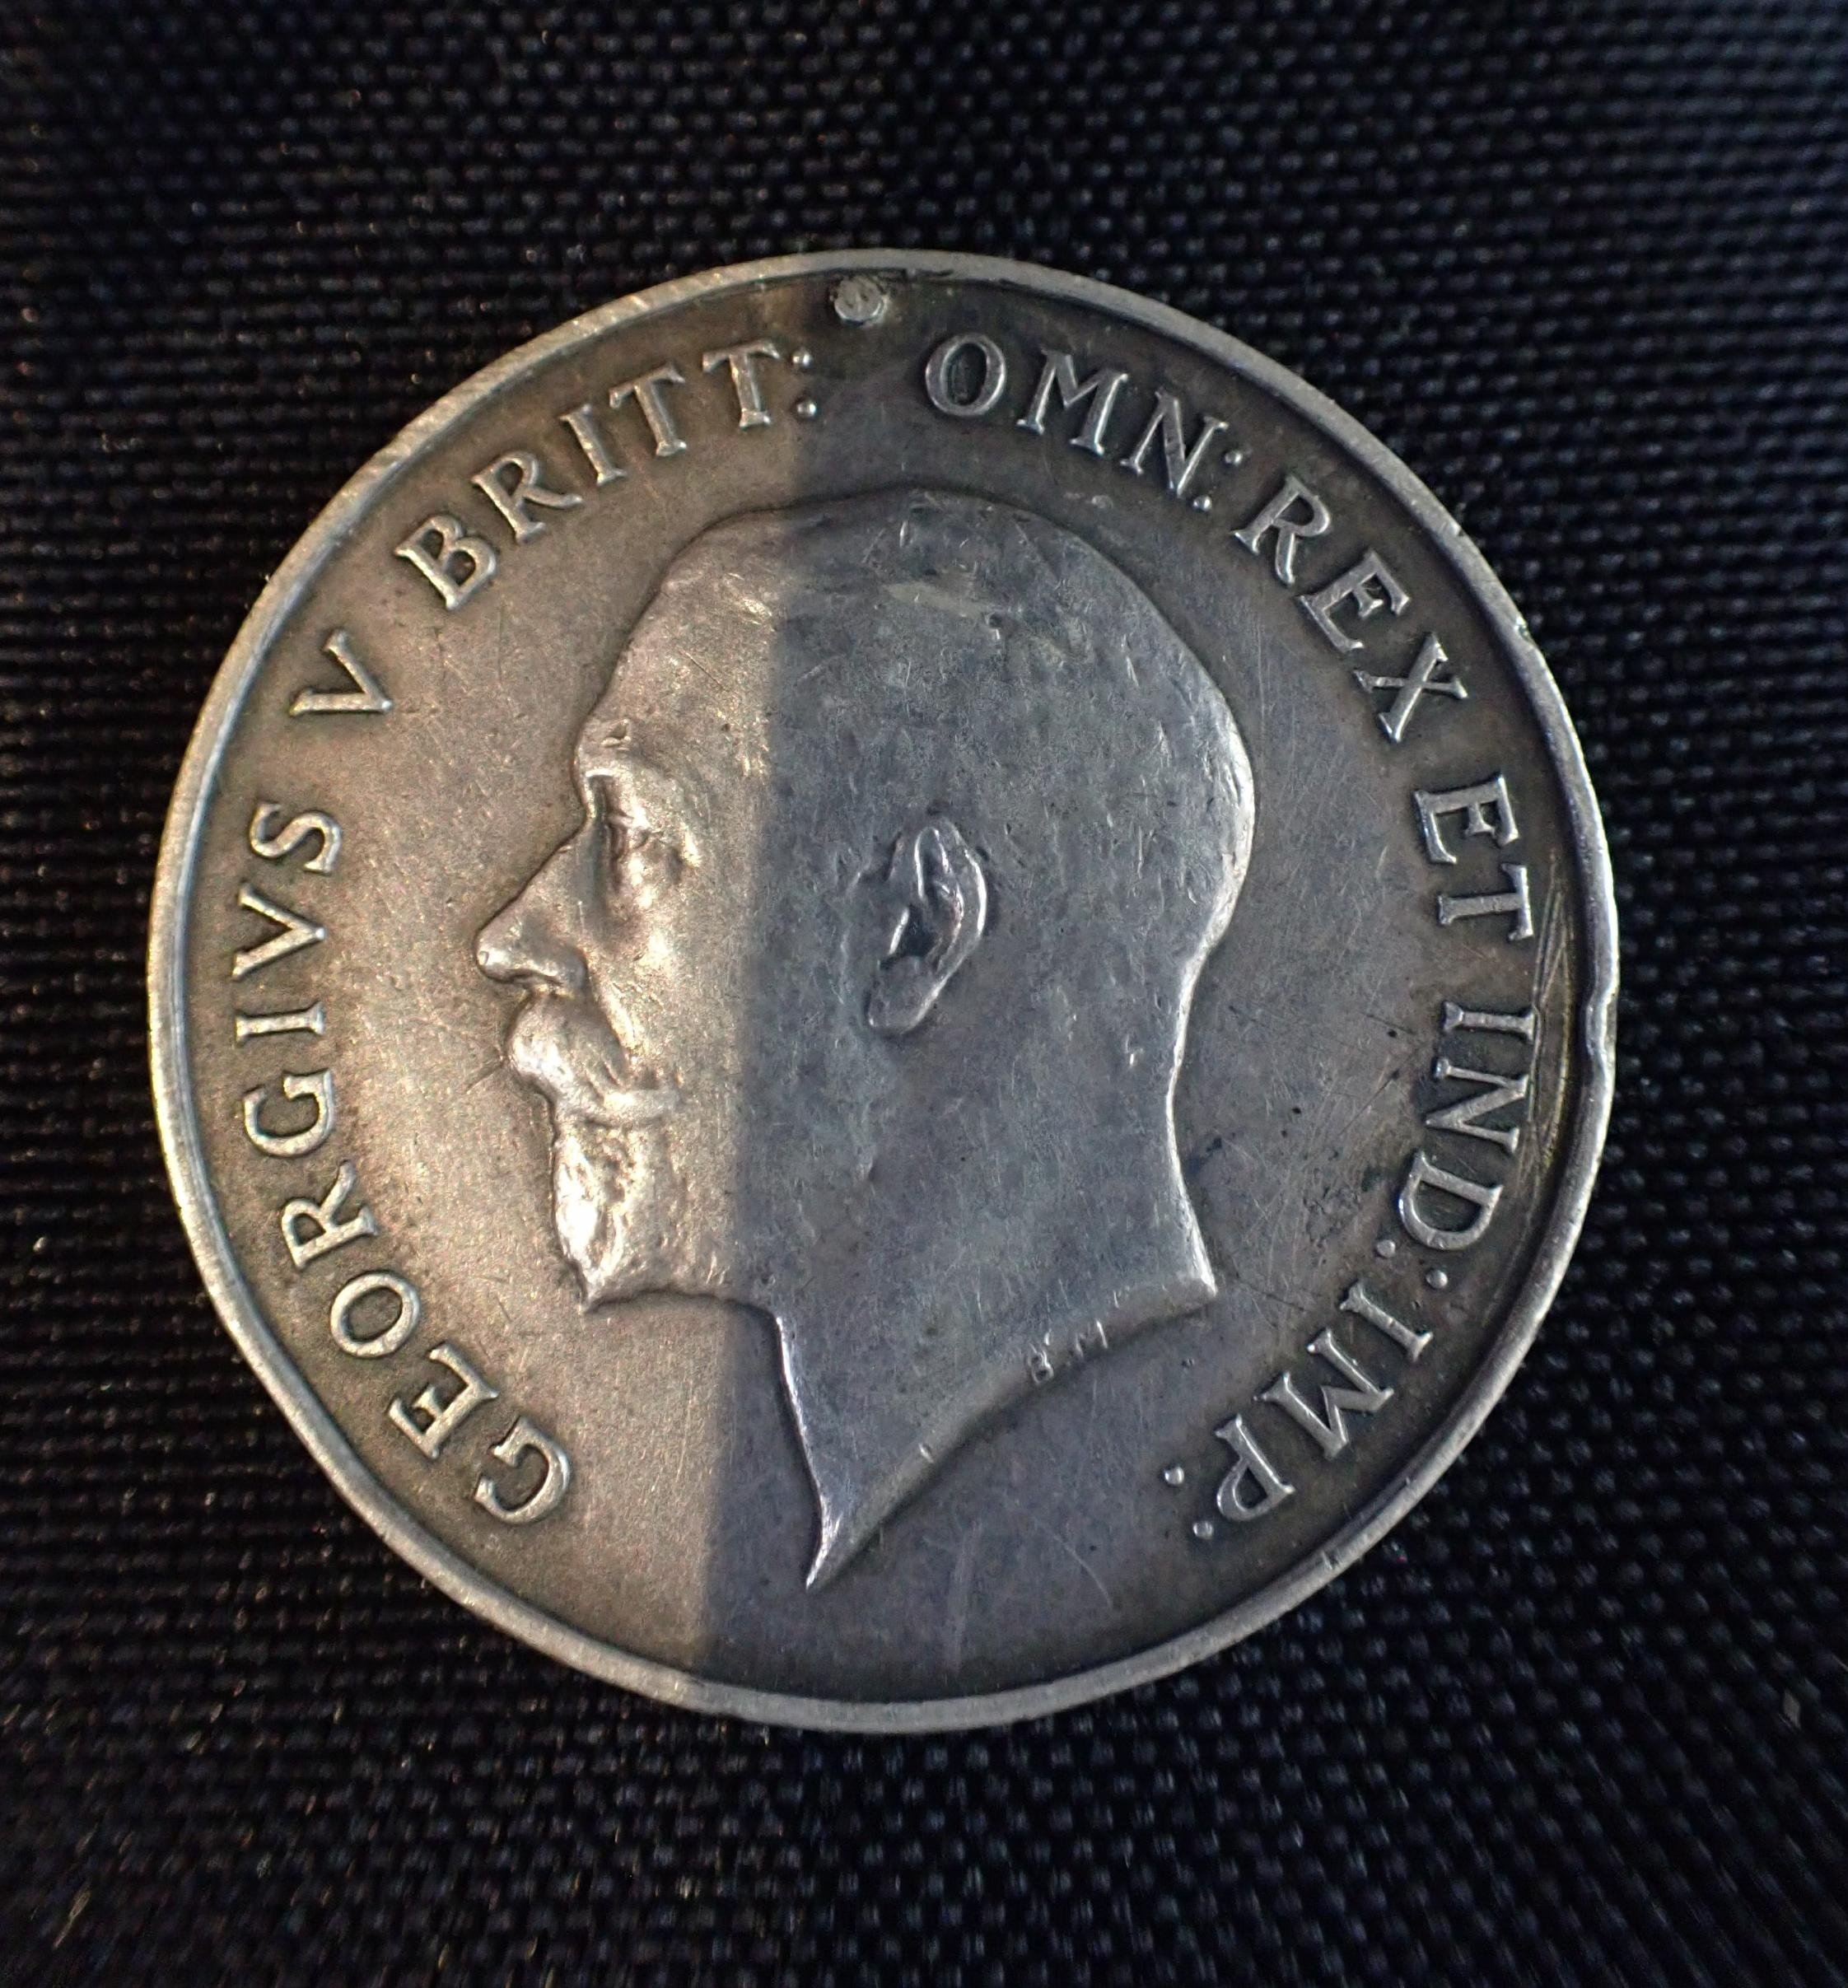 GEORGIVS V BRITT: OMN: REX ET IND: IMP: